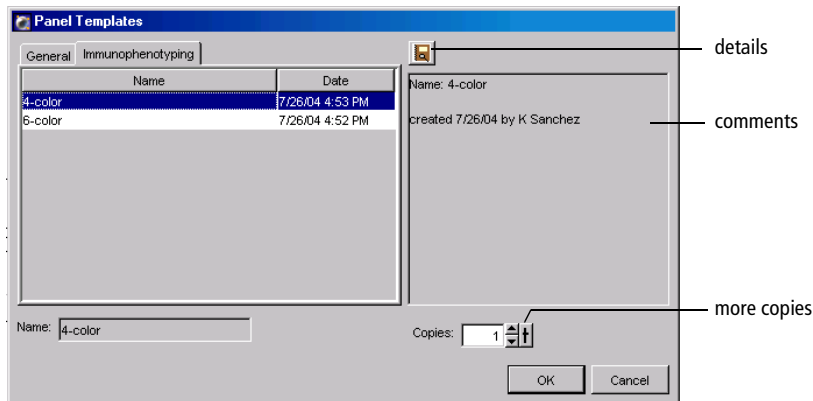 Panel Templates
General Immunophenotyping
details
Name Date
4-color 7/26/04 4:53 PM
6-color 7/26/04 4:52 PM
Name: 4-color
created 7/26/04 by K Sanchez
comments
more copies
Name: 4-color
Copies: 1
OK Cancel